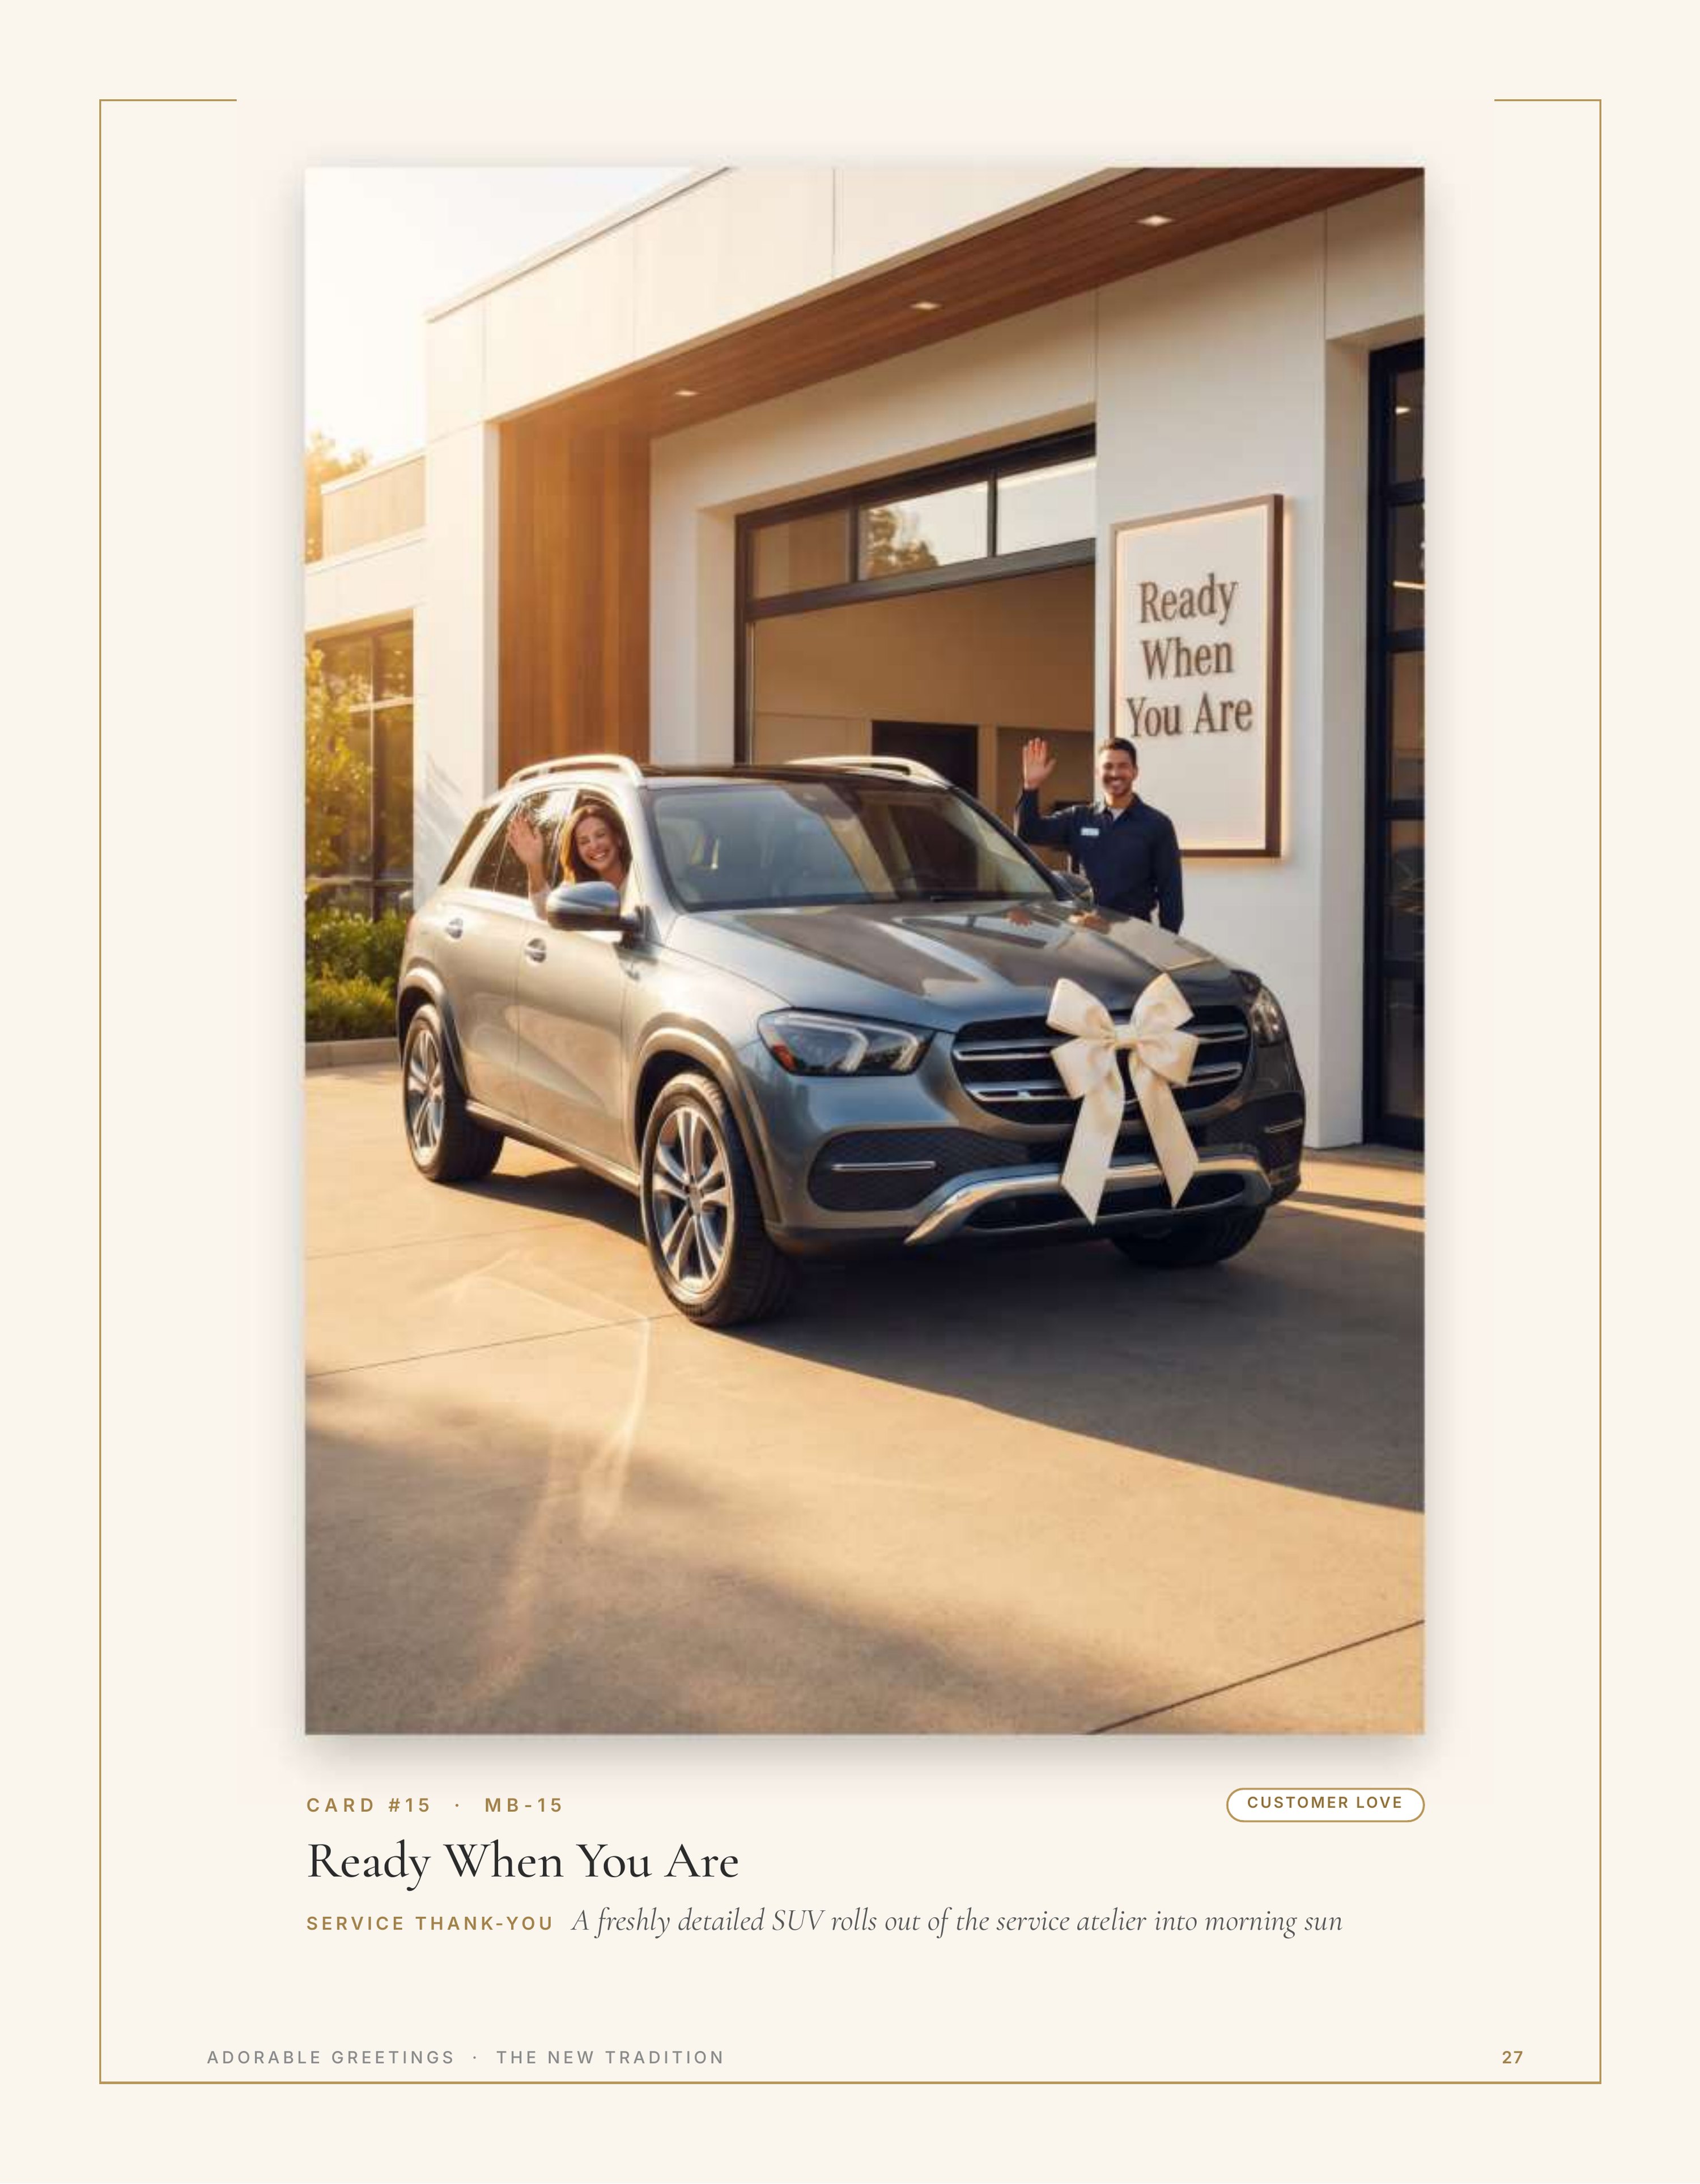 Ready
When
You Are
CARD #15 · MB-15
CUSTOMER LOVE
Ready When You Are
SERVICE THANK-YOU A freshly detailed SUV rolls out of the service atelier into morning sun
ADORABLE GREETINGS · THE NEW TRADITION
27